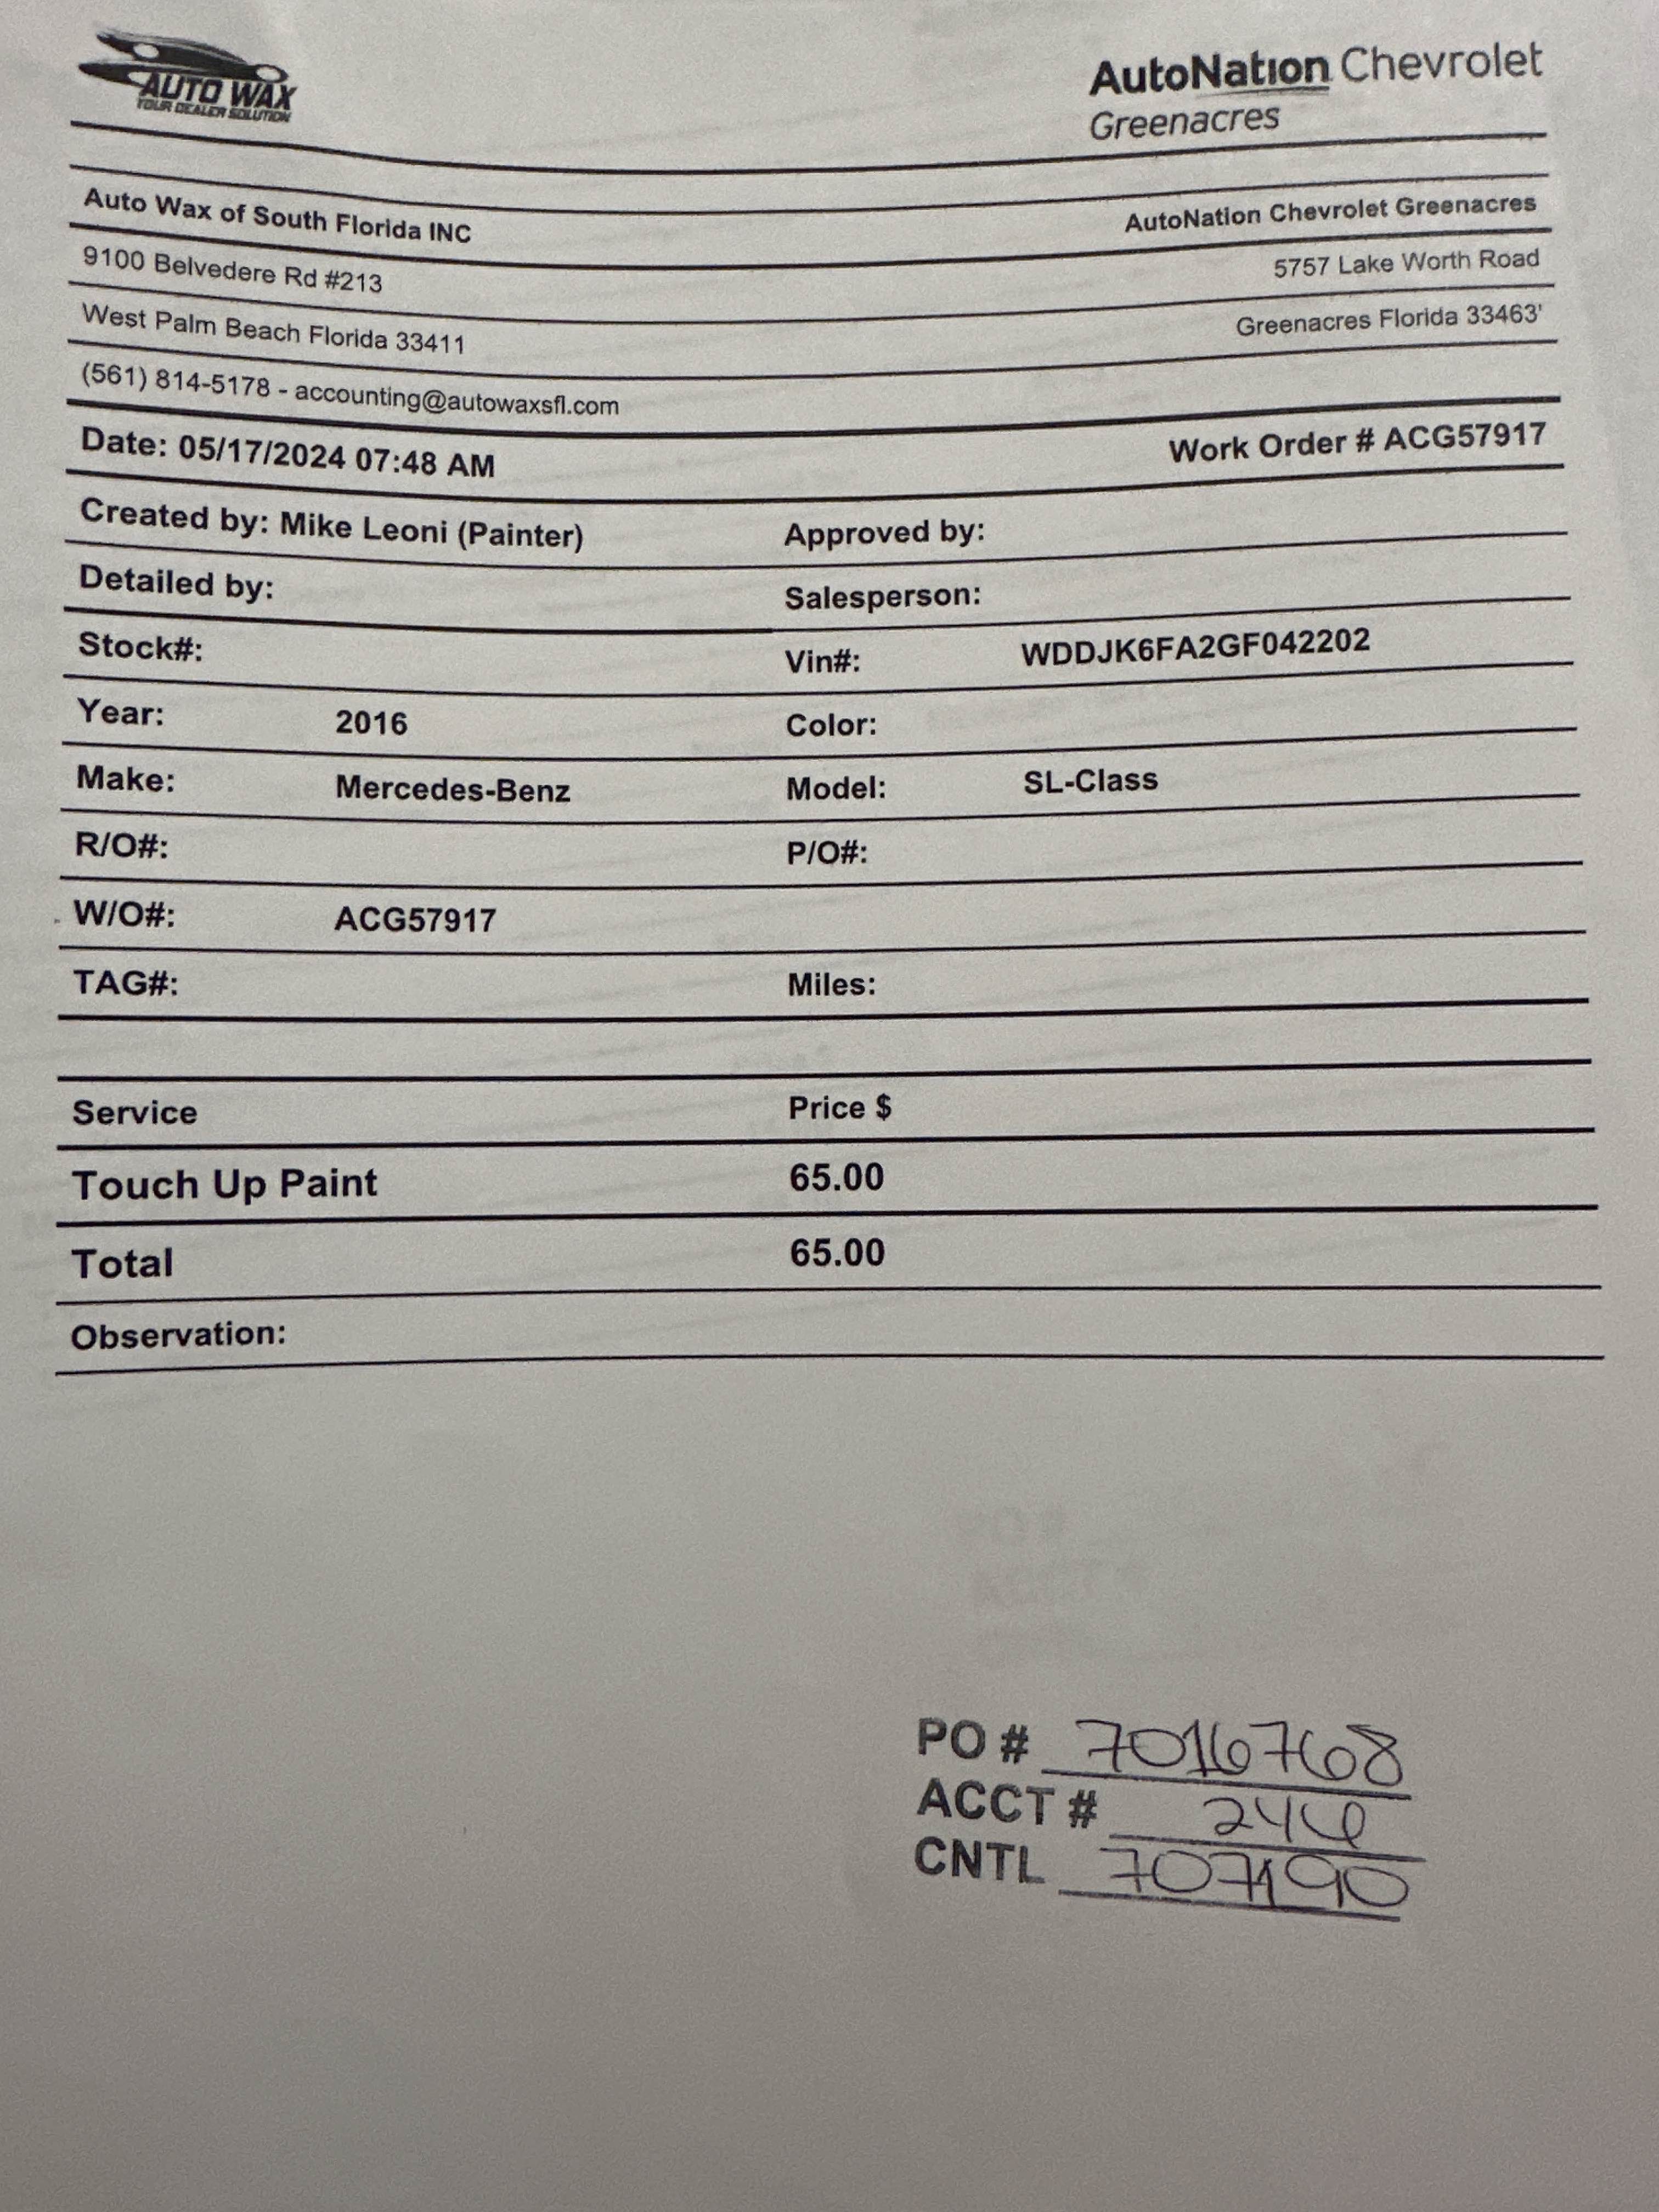 AUTO WAX
YOUR DEALER SOLUTION
AutoNation Chevrolet
Greenacres
Auto Wax of South Florida INC
AutoNation Chevrolet Greenacres
9100 Belvedere Rd #213
5757 Lake Worth Road
West Palm Beach Florida 33411
Greenacres Florida 33463'
(561) 814-5178 - accounting@autowaxsfl.com
Date: 05/17/2024 07:48 AM
Work Order # ACG57917
Created by: Mike Leoni (Painter)
Approved by:
Detailed by:
Salesperson:
Stock#:
Vin#: WDDJK6FA2GF042202
Year: 2016
Color:
Make: Mercedes-Benz
Model: SL-Class
R/O#:
P/O#:
W/O#: ACG57917
TAG#:
Miles:
Service Price $
Touch Up Paint 65.00
Total 65.00
Observation:
PO # 7016768
ACCT # 246
CNTL 707190